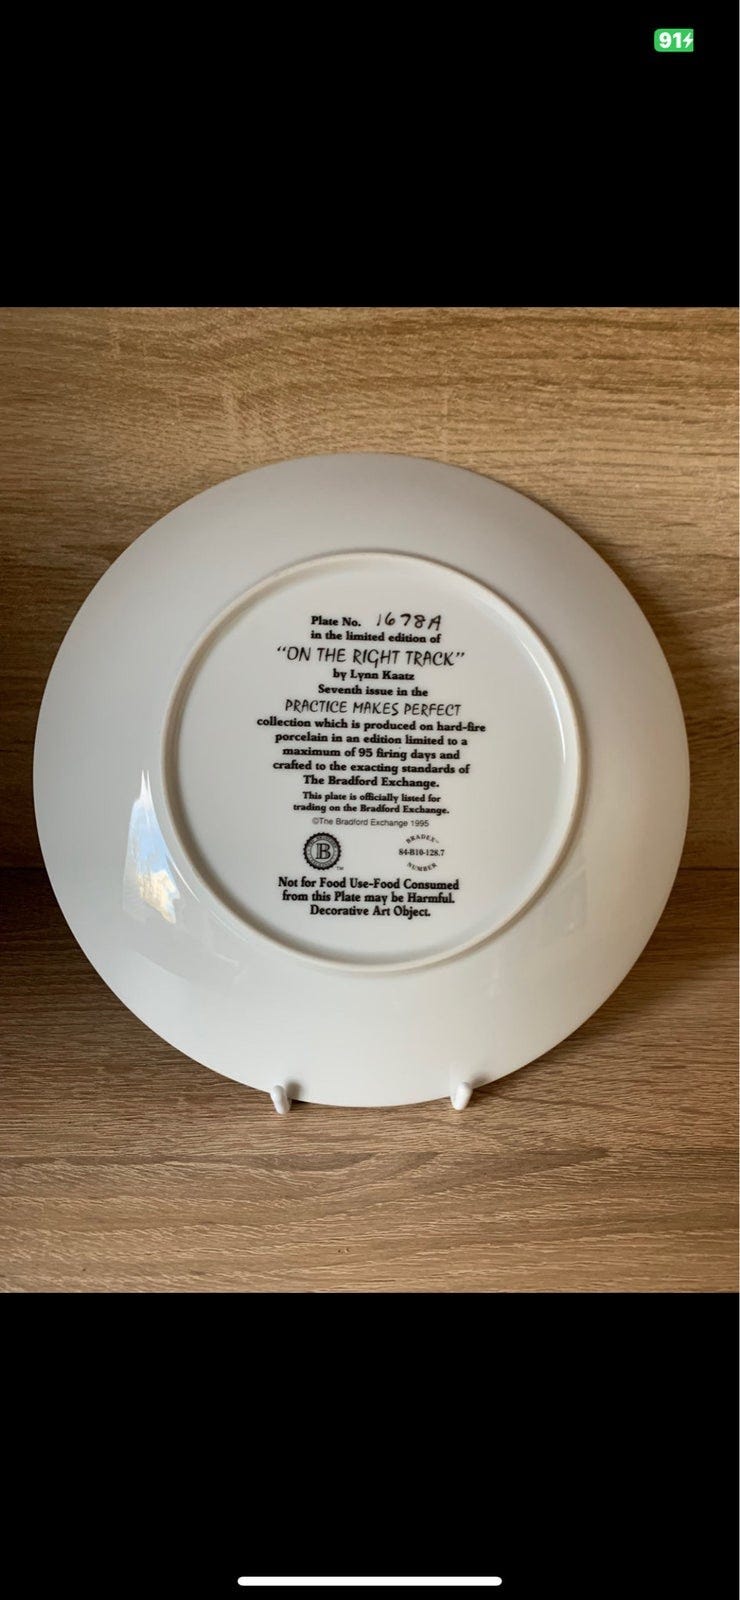 91
Plate No. 1678A
in the limited edition of
"ON THE RIGHT TRACK"
by Lynn Kaatz
Seventh issue in the
PRACTICE MAKES PERFECT
collection which is produced on hard-fire
porcelain in an edition limited to a
maximum of 95 firing days and
crafted to the exacting standards of
The Bradford Exchange.
This plate is officially listed for
trading on the Bradford Exchange.
©The Bradford Exchange 1995
B
TM
BRADEX™
84-B10-128.7
NUMBER
Not for Food Use-Food Consumed
from this Plate may be Harmful.
Decorative Art Object.